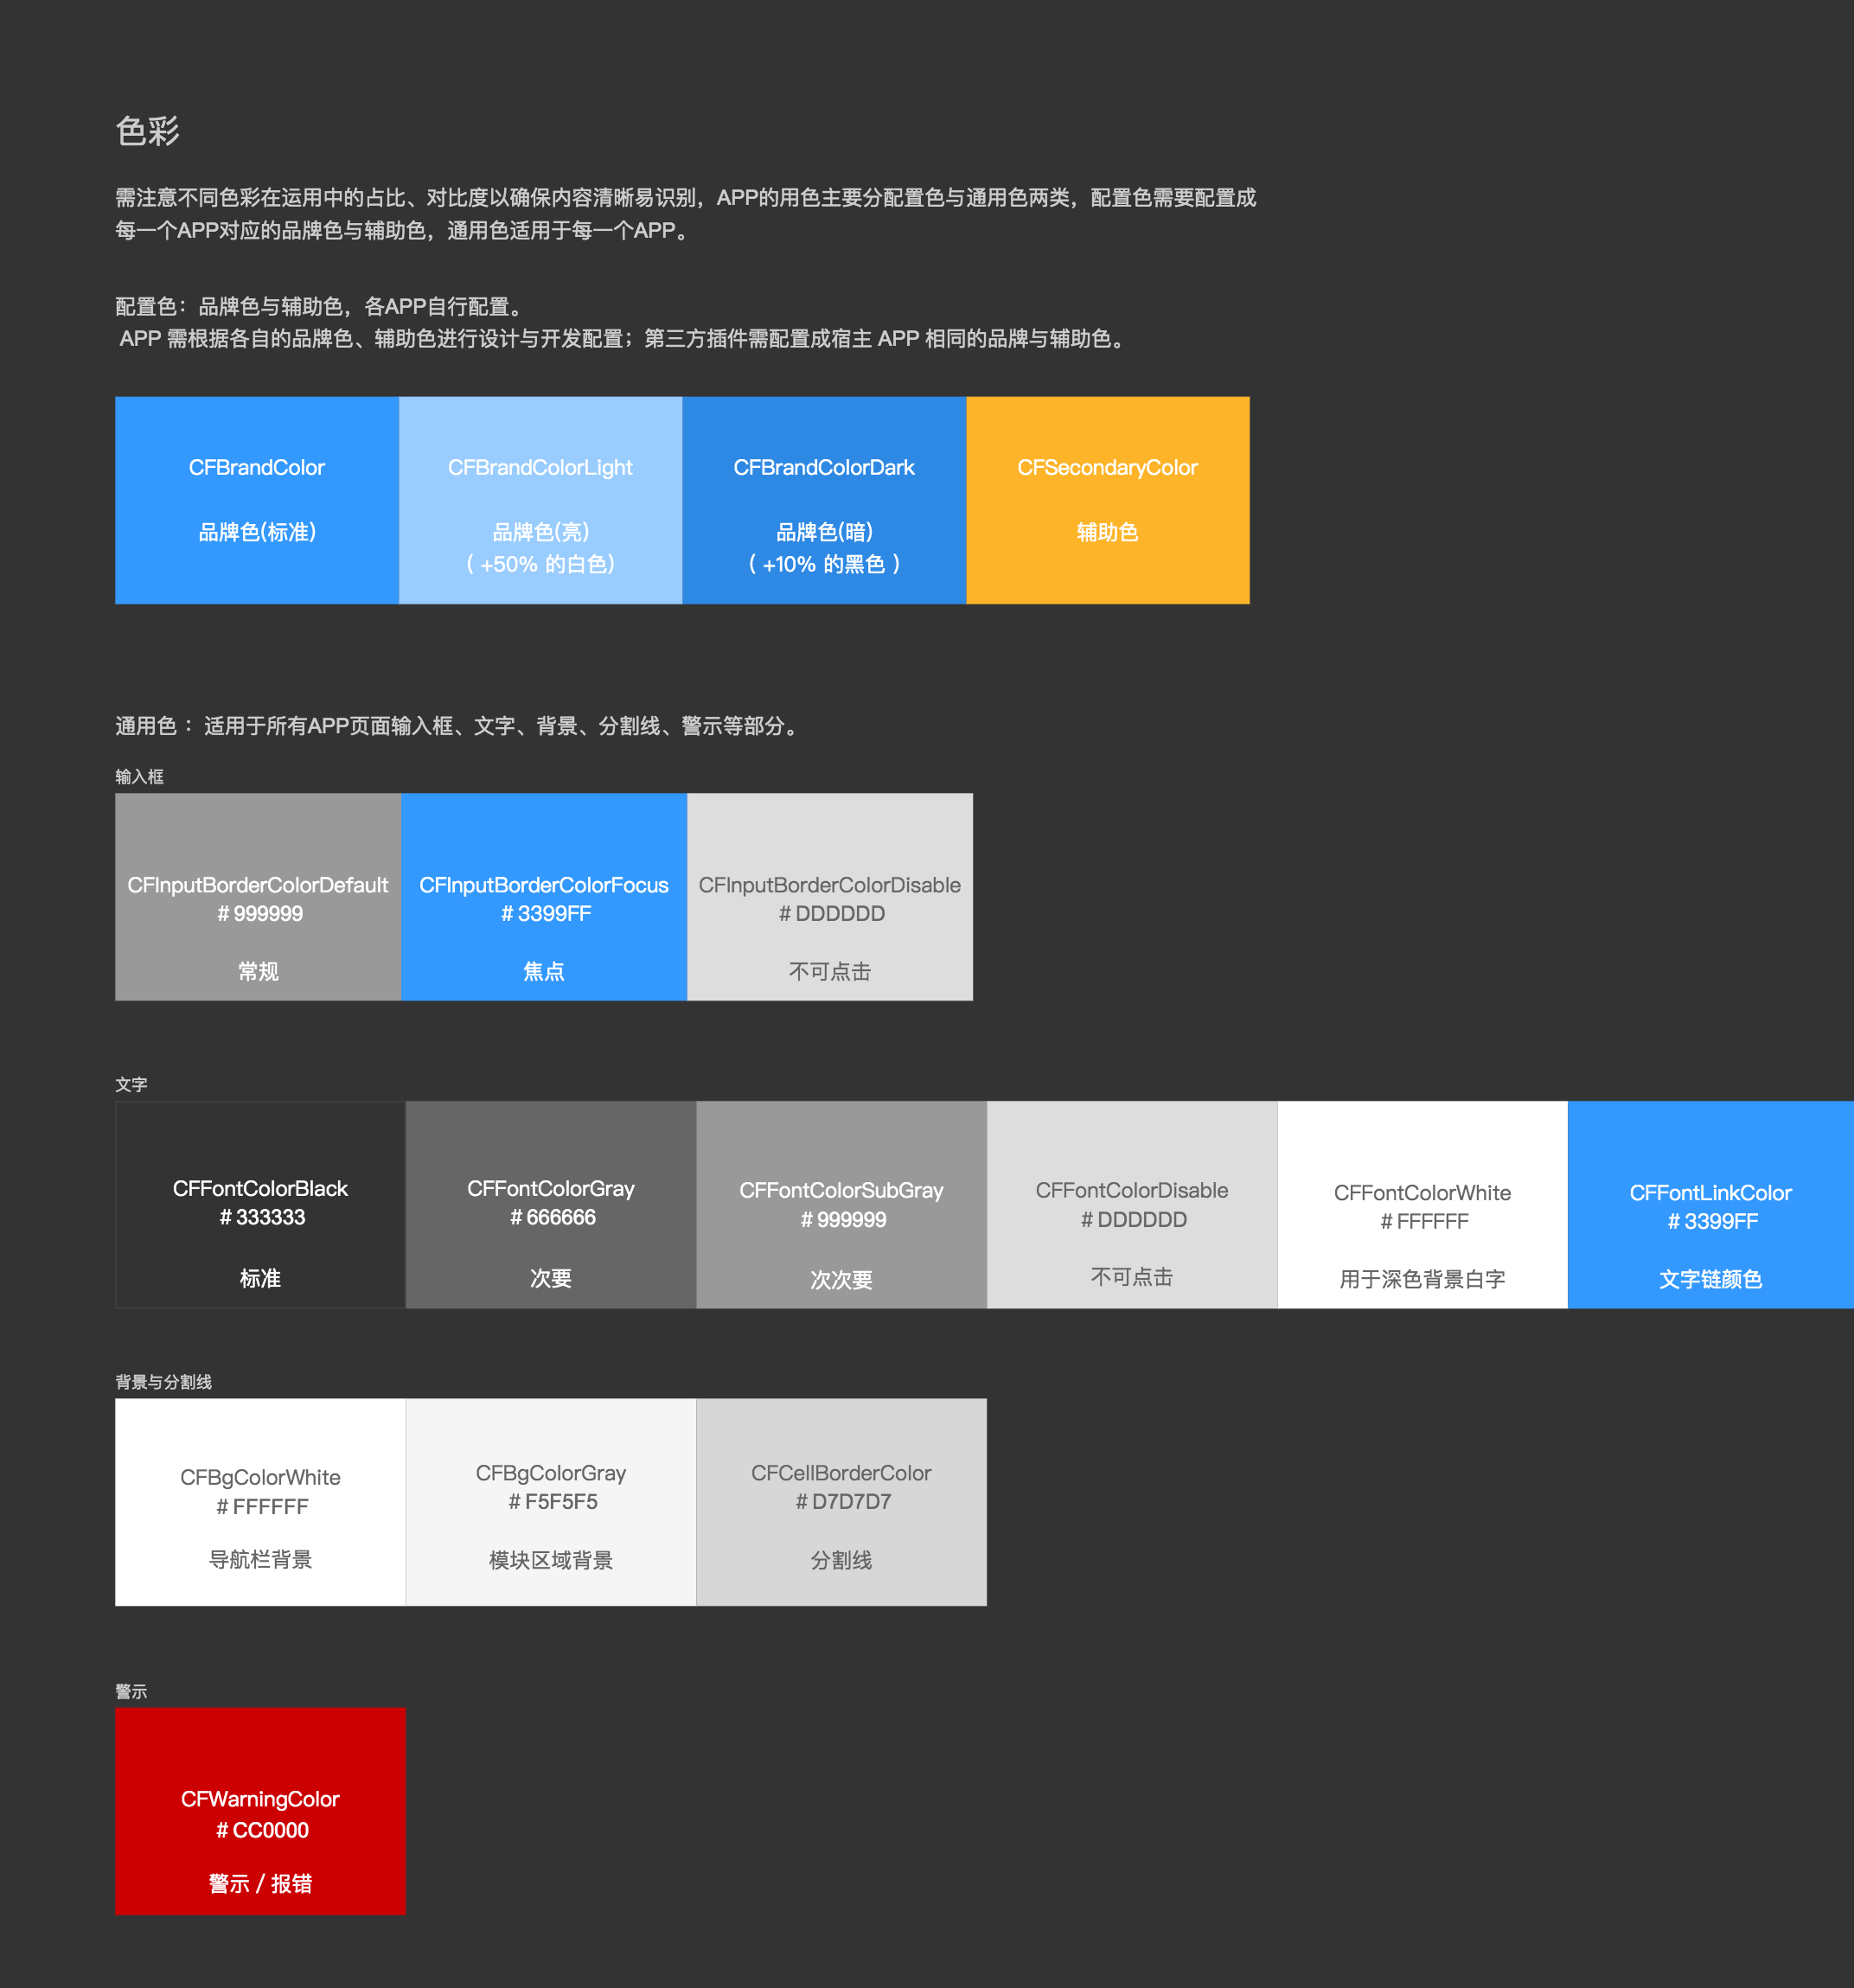 色彩
需注意不同色彩在运用中的占比、对比度以确保内容清晰易识别，APP的用色主要分配置色与通用色两类，配置色需要配置成
每一个APP对应的品牌色与辅助色，通用色适用于每一个APP。
配置色：品牌色与辅助色，各APP自行配置。
APP 需根据各自的品牌色、辅助色进行设计与开发配置；第三方插件需配置成宿主 APP 相同的品牌与辅助色。
CFBrandColor
品牌色(标准)
CFBrandColorLight
品牌色(亮)
( +50% 的白色)
CFBrandColorDark
品牌色(暗)
( +10% 的黑色 )
CFSecondaryColor
辅助色
通用色 ：适用于所有APP页面输入框、文字、背景、分割线、警示等部分。
输入框
CFInputBorderColorDefault
# 999999
常规
CFInputBorderColorFocus
# 3399FF
焦点
CFInputBorderColorDisable
# DDDDDD
不可点击
文字
CFFontColorBlack
# 333333
标准
CFFontColorGray
# 666666
次要
CFFontColorSubGray
# 999999
次次要
CFFontColorDisable
# DDDDDD
不可点击
CFFontColorWhite
# FFFFFF
用于深色背景白字
CFFontLinkColor
# 3399FF
文字链颜色
背景与分割线
CFBgColorWhite
# FFFFFF
导航栏背景
CFBgColorGray
# F5F5F5
模块区域背景
CFCellBorderColor
# D7D7D7
分割线
警示
CFWarningColor
# CC0000
警示 / 报错